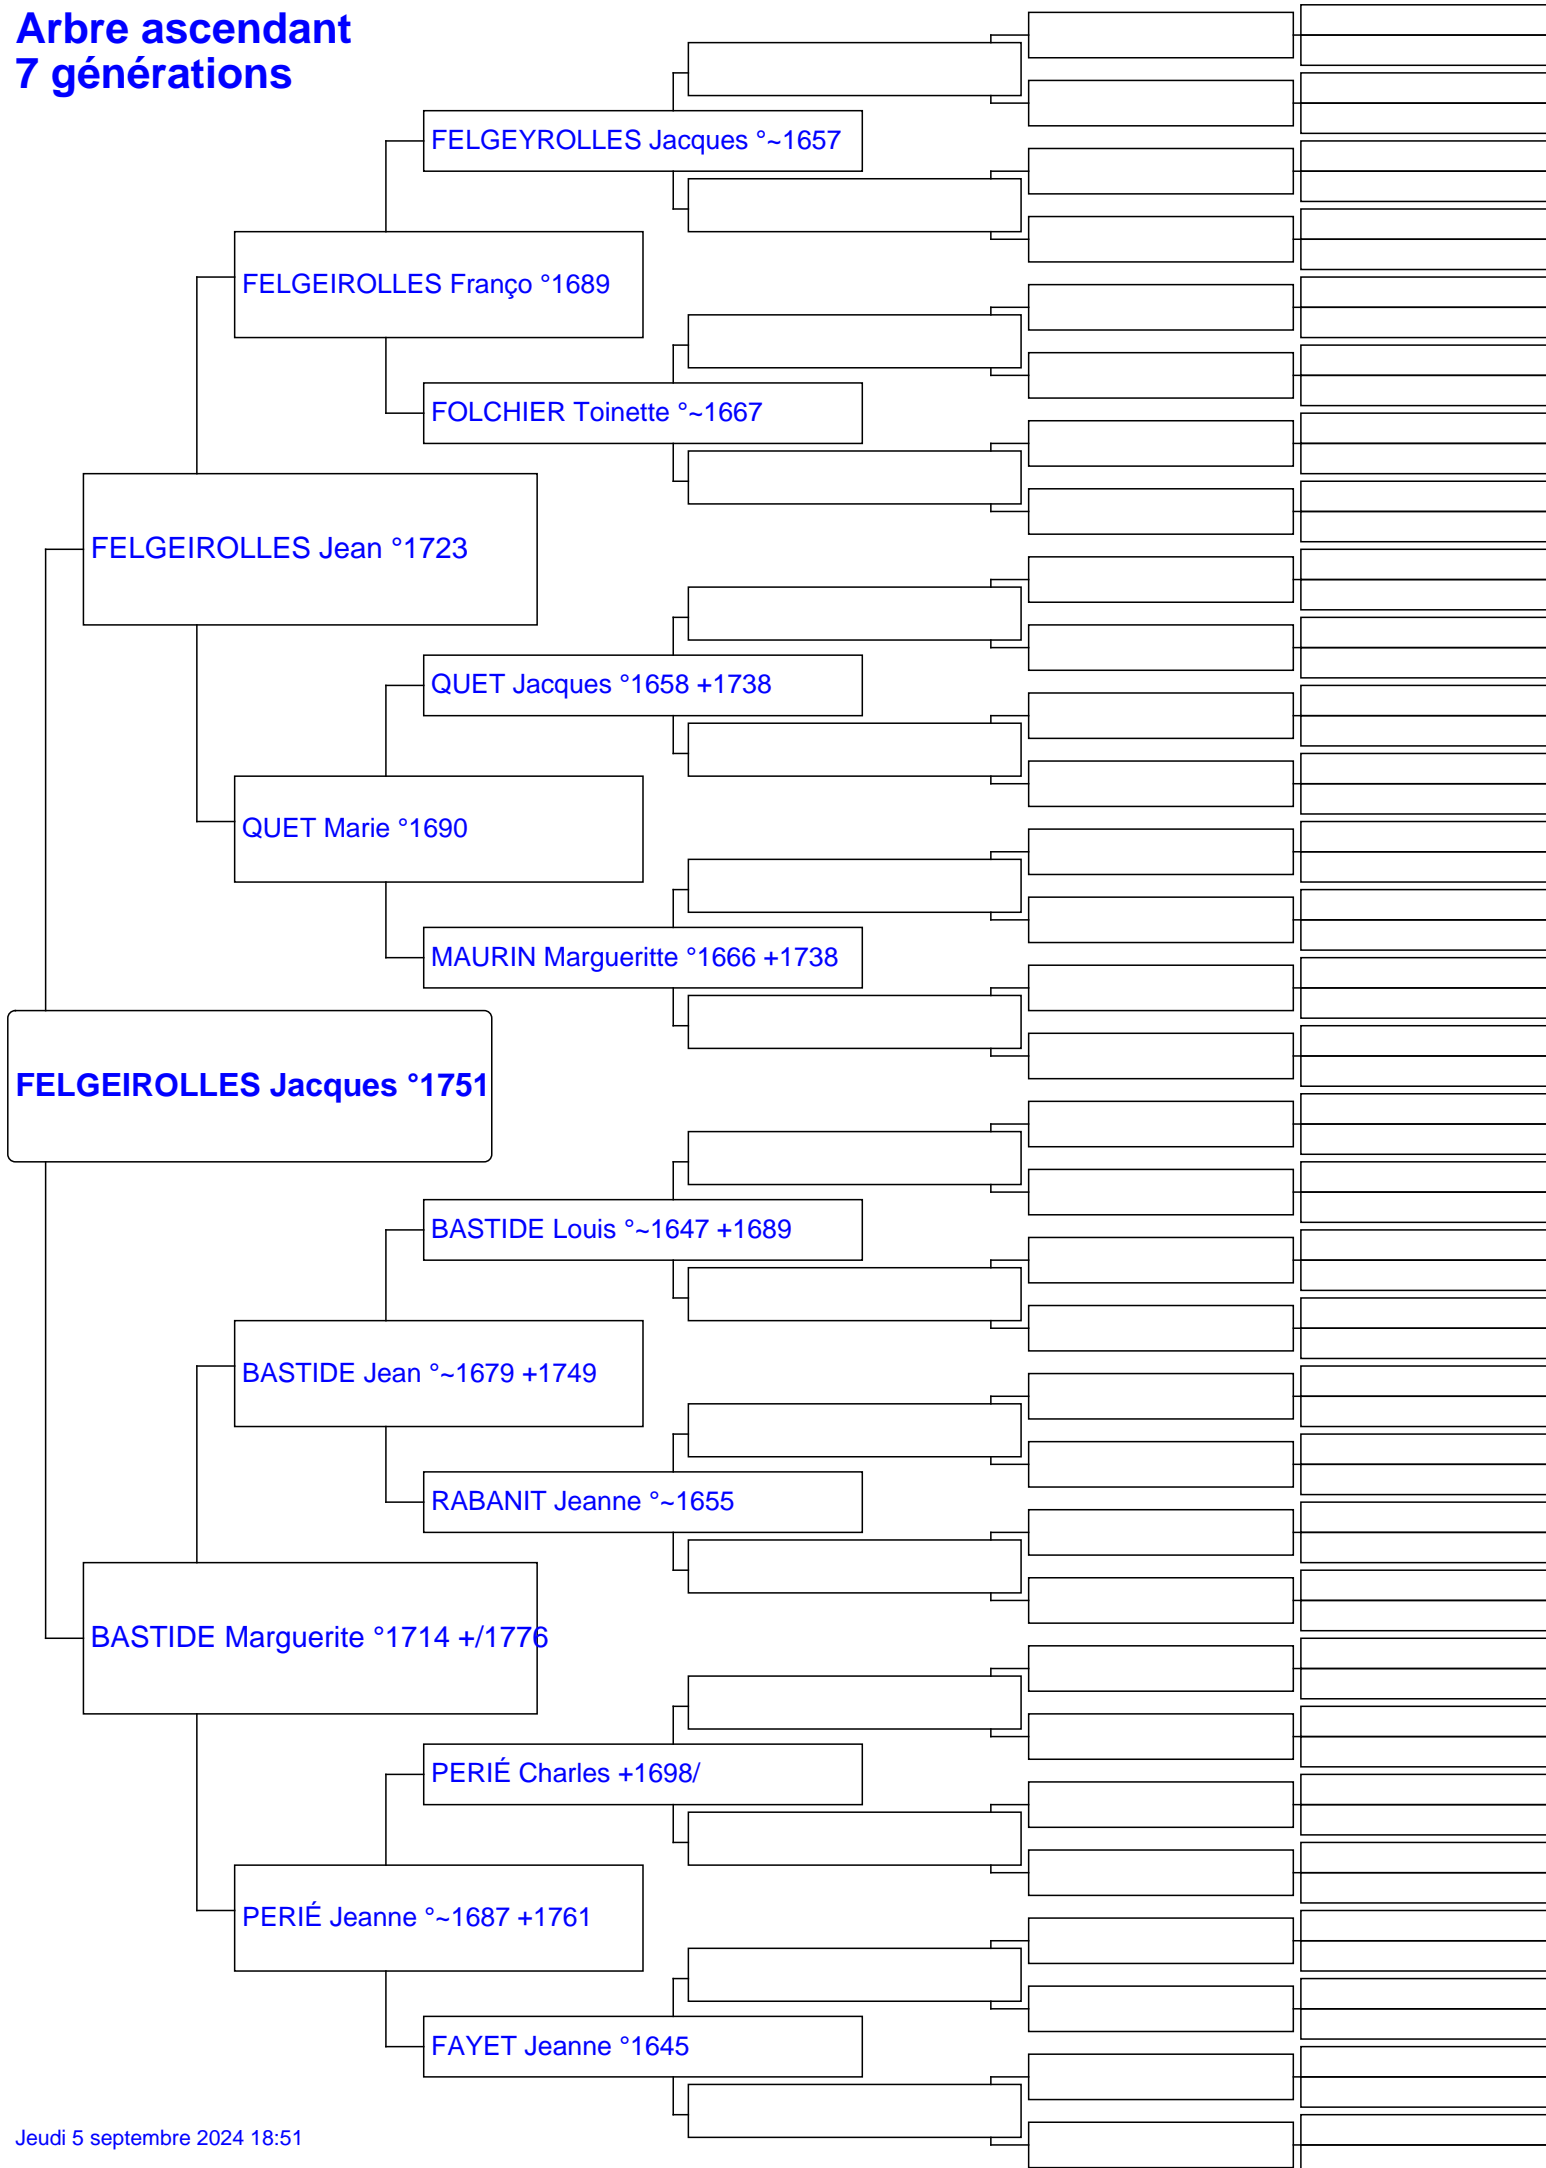 Arbre ascendant
7 générations
FELGEYROLLES Jacques °~1657
FELGEIROLLES Franço °1689
FOLCHIER Toinette °~1667
FELGEIROLLES Jean °1723
QUET Jacques °1658 +1738
QUET Marie °1690
MAURIN Margueritte °1666 +1738
FELGEIROLLES Jacques °1751
BASTIDE Louis °~1647 +1689
BASTIDE Jean °~1679 +1749
RABANIT Jeanne °~1655
BASTIDE Marguerite °1714 +/1776
PERIÉ Charles +1698/
PERIÉ Jeanne °~1687 +1761
FAYET Jeanne °1645
Jeudi 5 septembre 2024 18:51